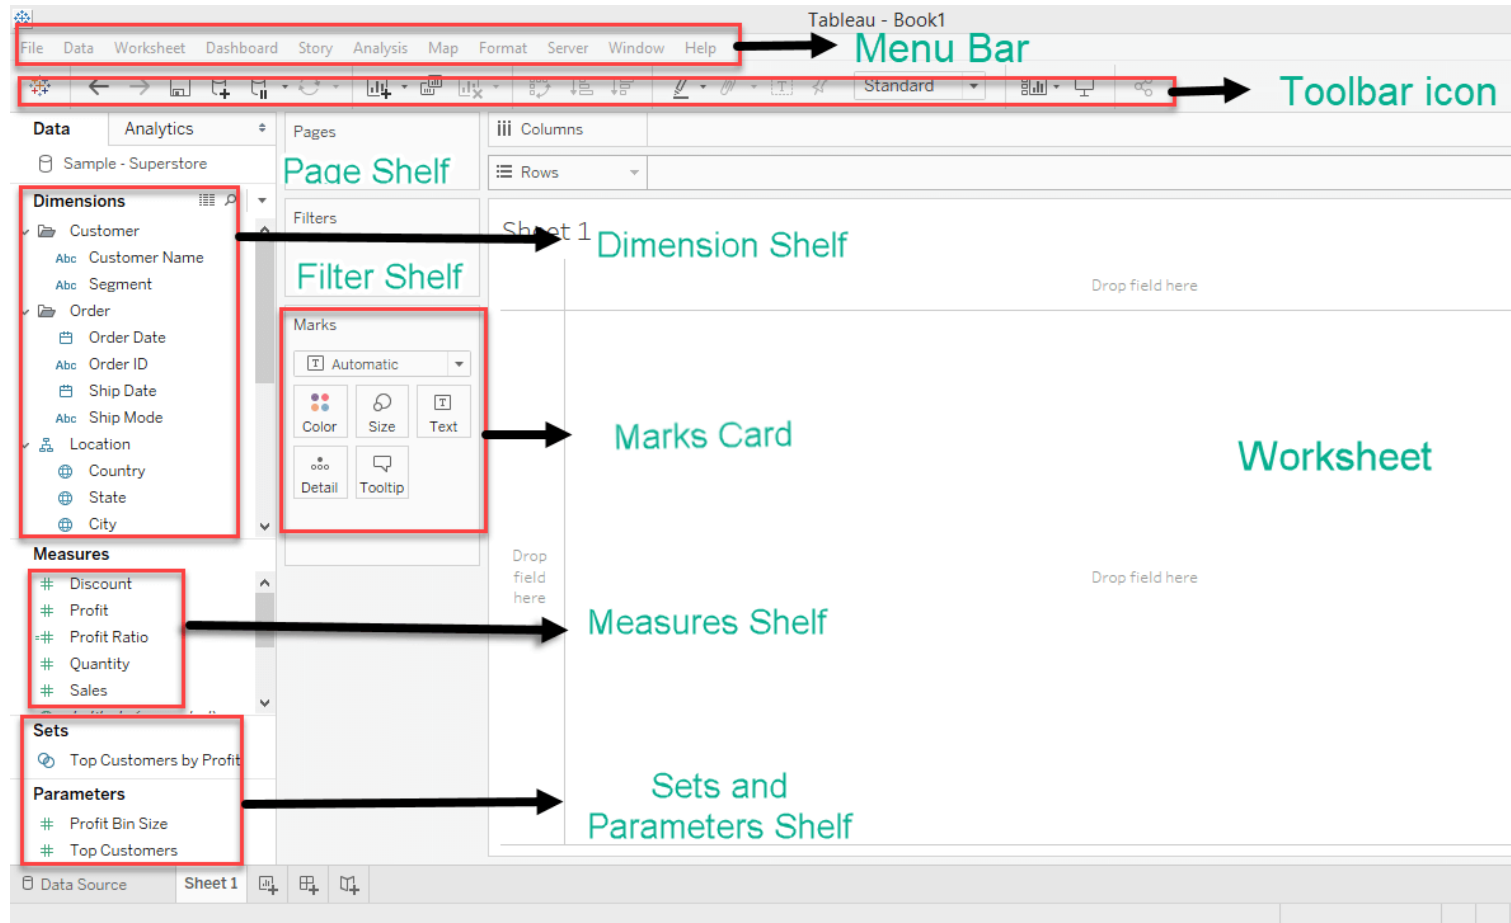 Tableau - Book1
File Data Worksheet Dashboard Story Analysis Map Format Server Window Help
Menu Bar
Standard
Toolbar icon
Data Analytics
Pages
Columns
Sample - Superstore
Page Shelf
Rows
Dimensions
Filters
Sheet 1
Customer
Dimension Shelf
Abc Customer Name
Filter Shelf
Abc Segment
Drop field here
Order
Marks
Order Date
Automatic
Abc Order ID
Ship Date
Abc Ship Mode
Color Size Text
Marks Card
Location
Worksheet
Country
Detail Tooltip
State
City
Measures
Drop
field
here
Drop field here
# Discount
# Profit
=# Profit Ratio
Measures Shelf
# Quantity
# Sales
Sets
Top Customers by Profit
Sets and
Parameters Shelf
Parameters
# Profit Bin Size
# Top Customers
Data Source Sheet 1